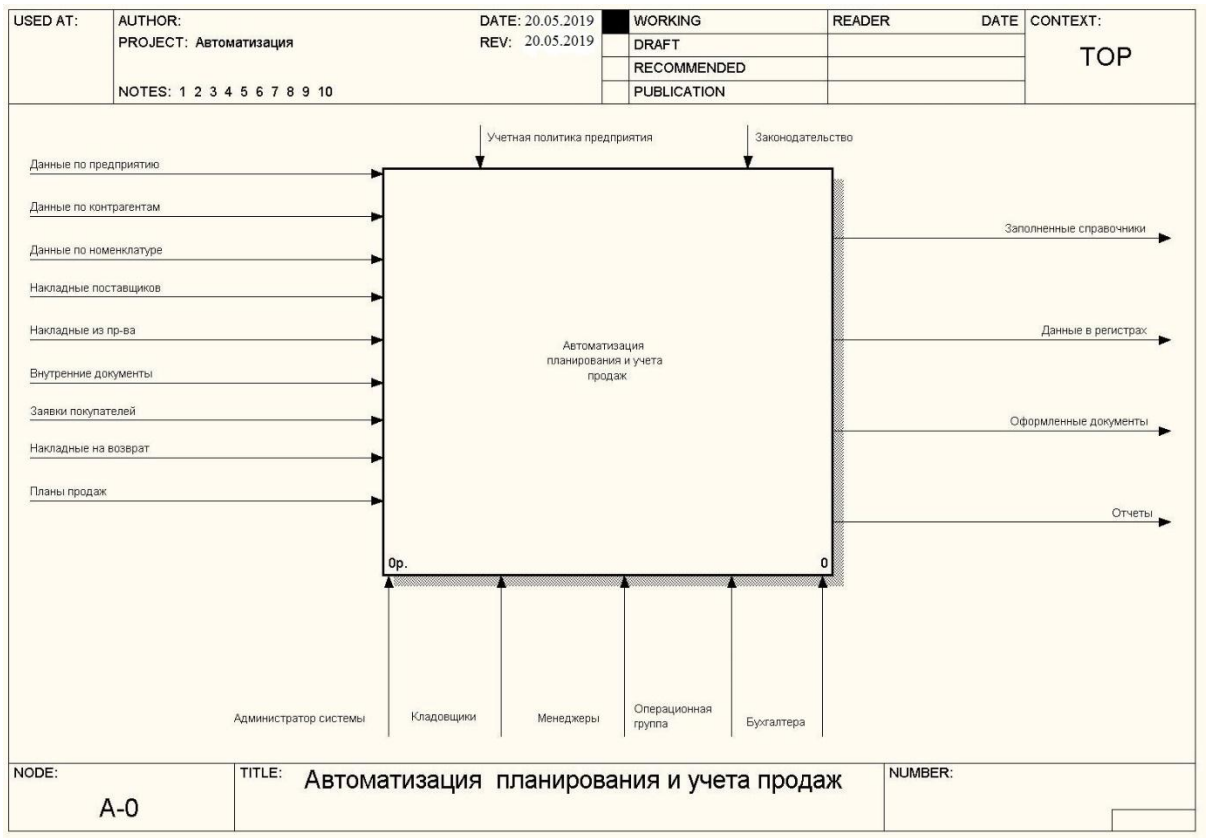 USED AT:
AUTHOR:
DATE: 20.05.2019
WORKING
READER
DATE
CONTEXT:
PROJECT: Автоматизация
REV: 20.05.2019
DRAFT
TOP
RECOMMENDED
NOTES: 1 2 3 4 5 6 7 8 9 10
PUBLICATION
Учетная политика предприятия
Законодательство
Данные по предприятию
Данные по контрагентам
Данные по номенклатуре
Накладные поставщиков
Накладные из пр-ва
Внутренние документы
Заявки покупателей
Накладные на возврат
Планы продаж
Автоматизация
планирования и учета
продаж
0р.
0
Заполненные справочники
Данные в регистрах
Оформленные документы
Отчеты
Администратор системы
Кладовщики
Менеджеры
Операционная
группа
Бухгалтера
NODE:
A-0
TITLE:
Автоматизация планирования и учета продаж
NUMBER: